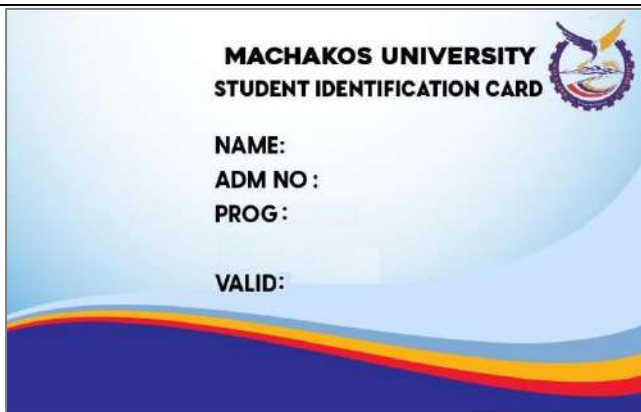 MACHAKOS UNIVERSITY
STUDENT IDENTIFICATION CARD
NAME:
ADM NO :
PROG :
VALID: